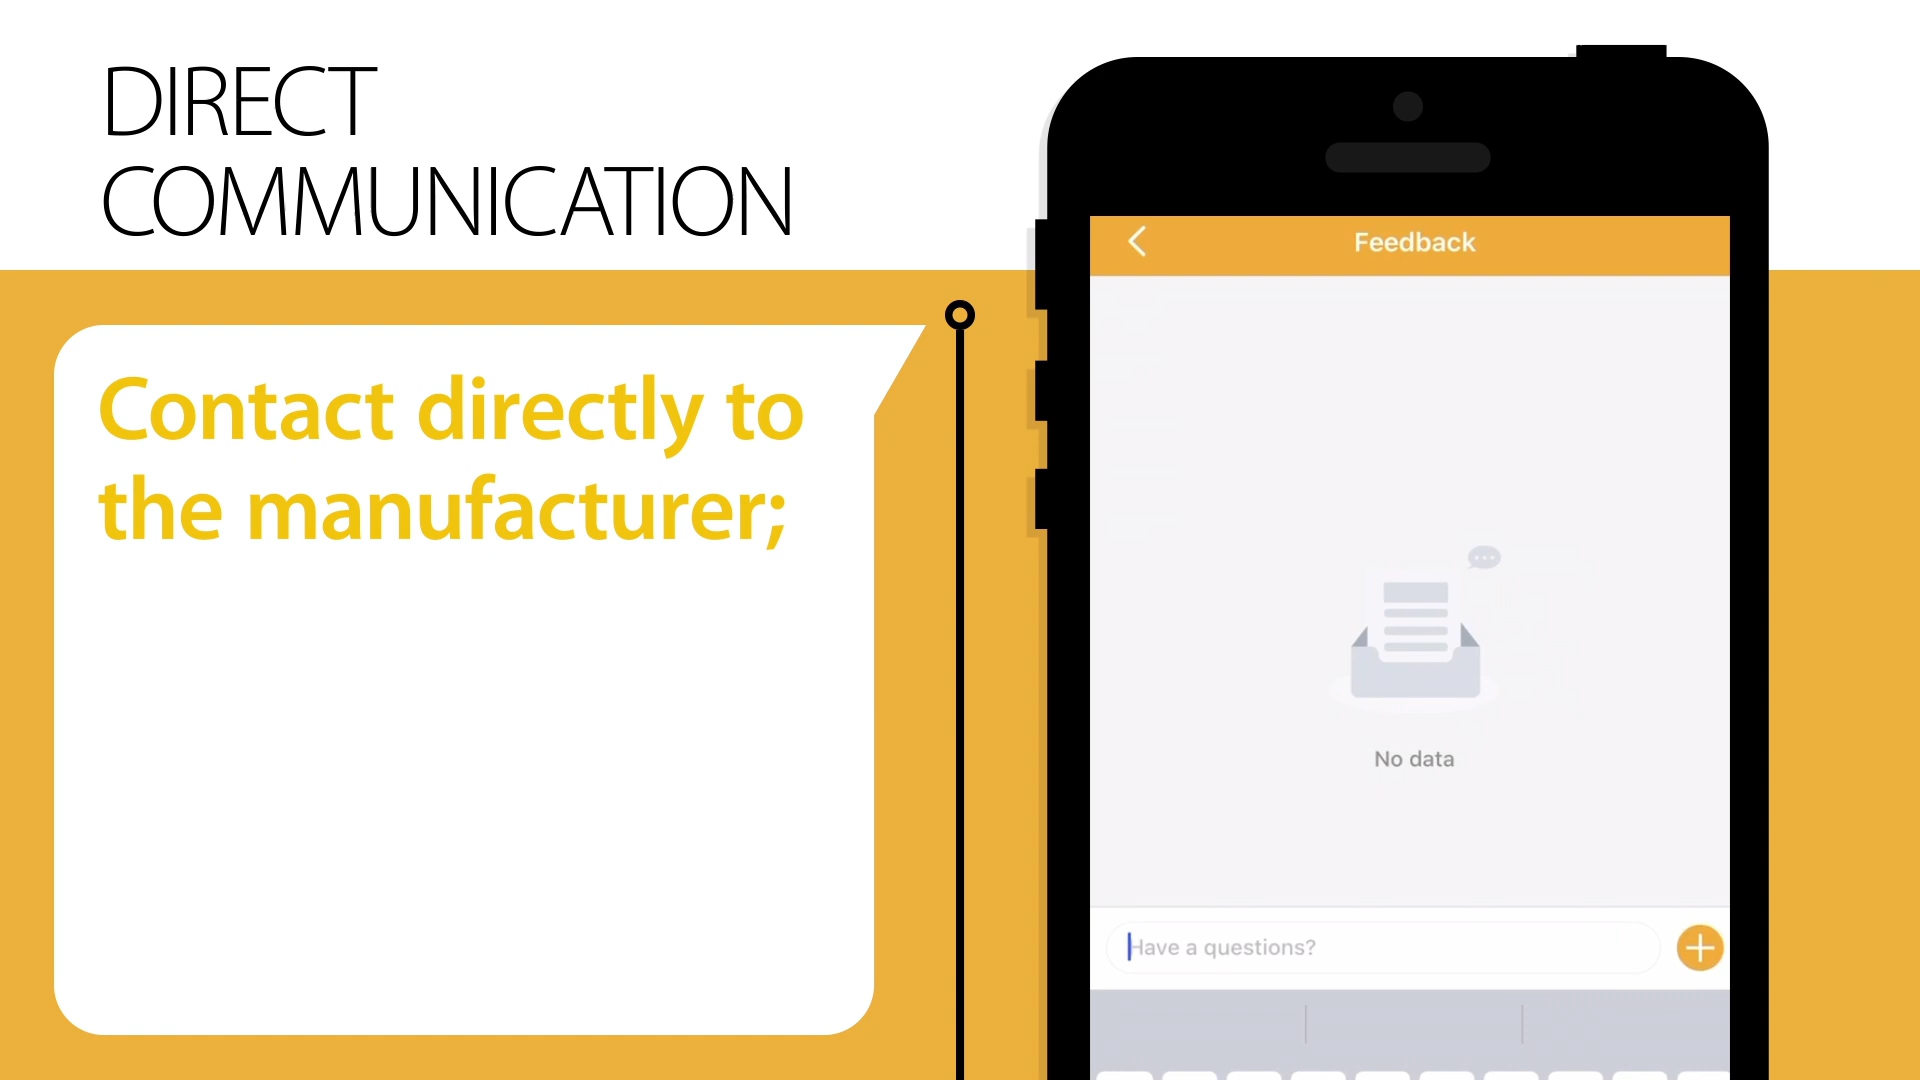 DIRECT
COMMUNICATION
Contact directly to
the manufacturer;
Feedback
No data
Have a questions?